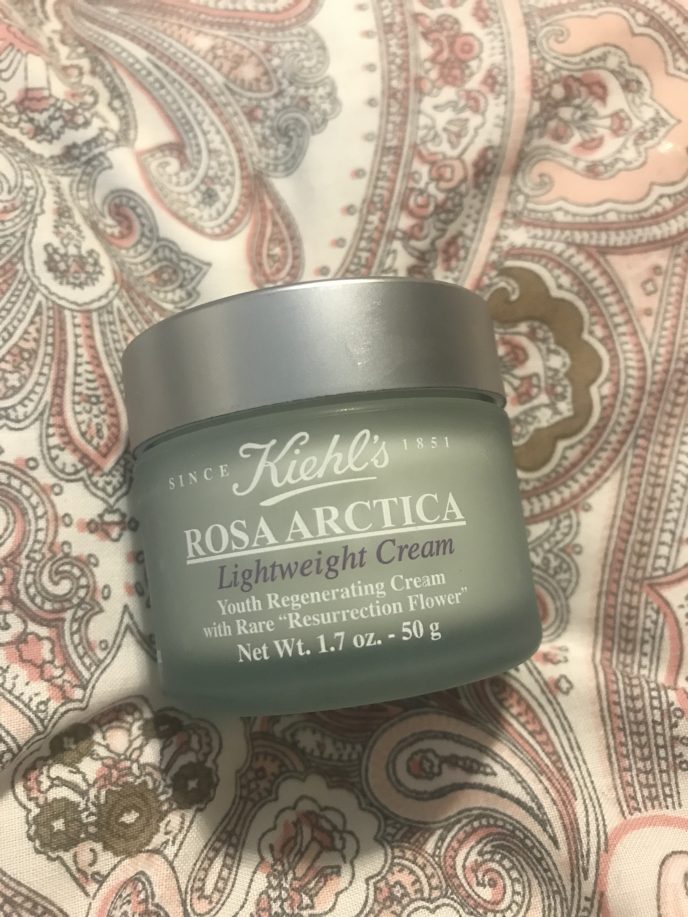 SINCE Kiehl's 1851
ROSA ARCTICA
Lightweight Cream
Youth Regenerating Cream
with Rare "Resurrection Flower"
Net Wt. 1.7 oz. - 50 g